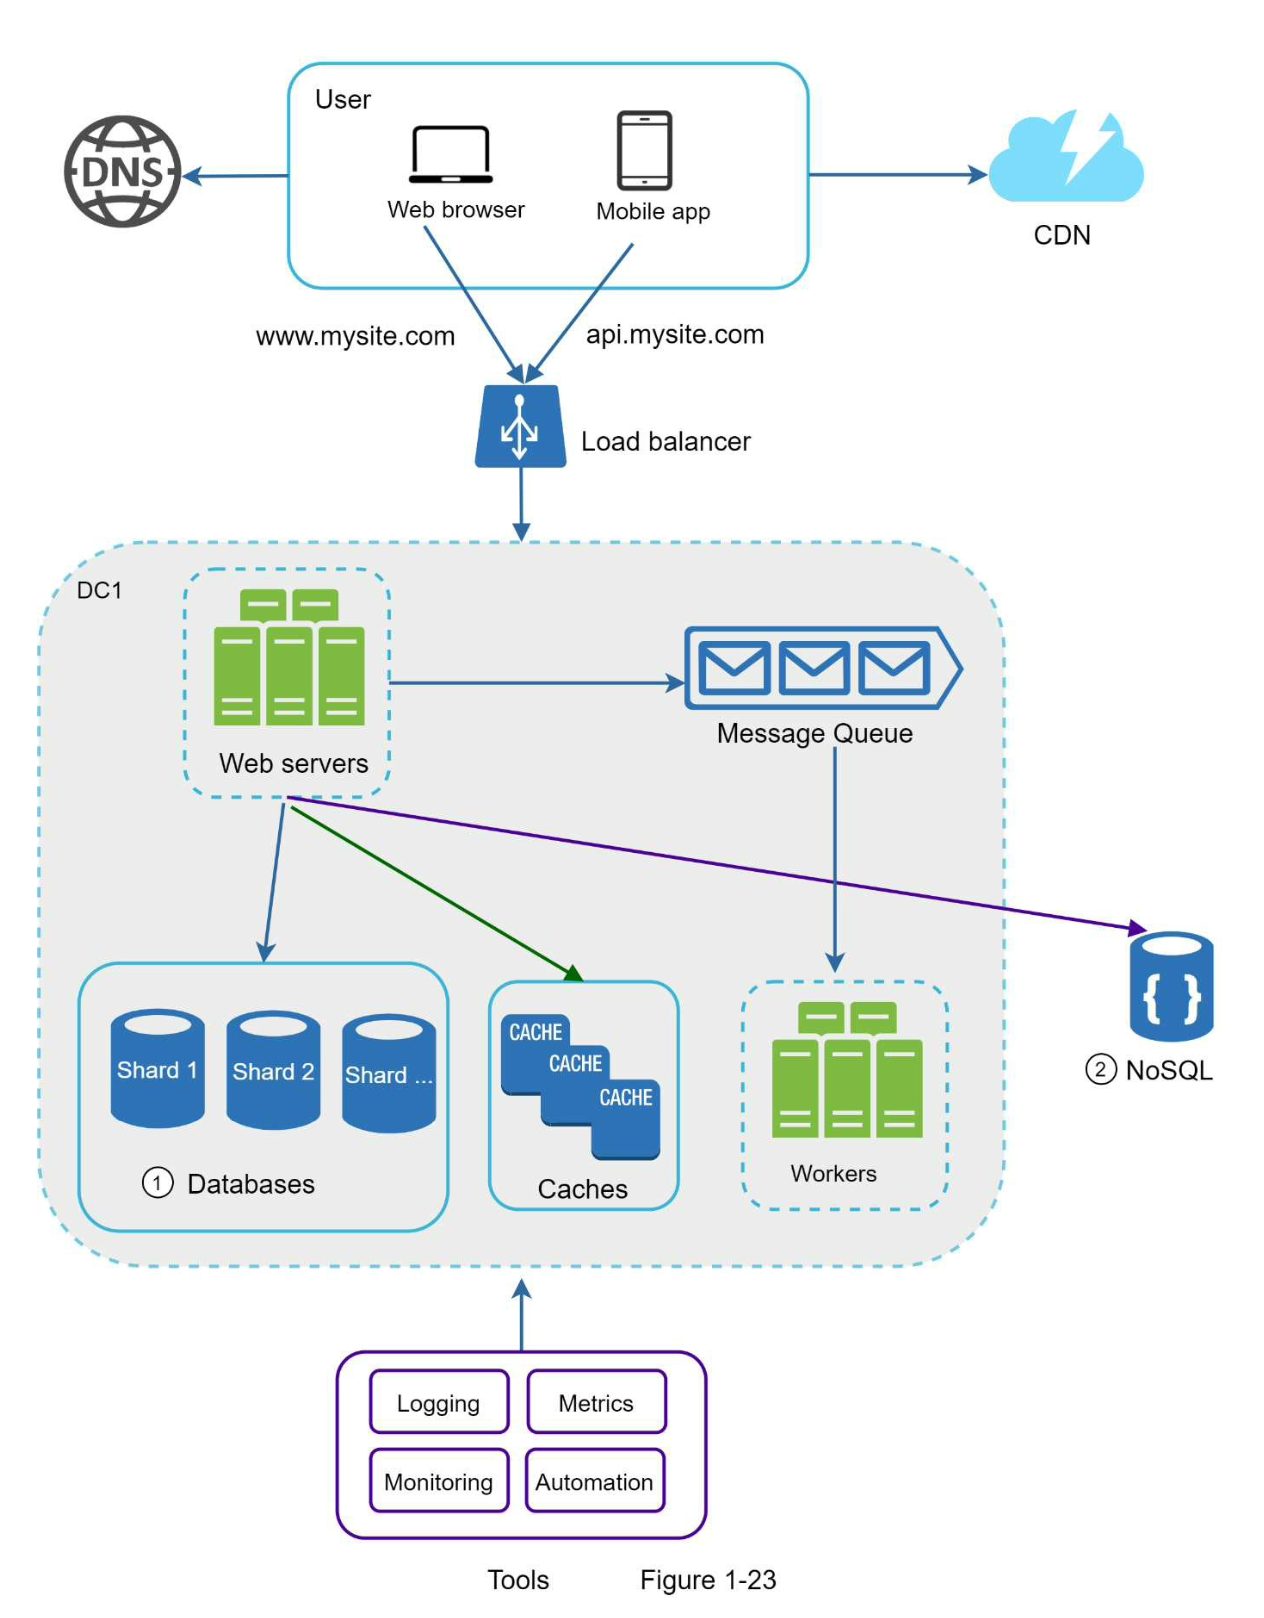 User
DNS
Web browser
Mobile app
CDN
www.mysite.com
api.mysite.com
Load balancer
DC1
Web servers
Message Queue
Shard 1
Shard 2
Shard ...
① Databases
CACHE
CACHE
CACHE
Caches
Workers
② NoSQL
Logging
Metrics
Monitoring
Automation
Tools
Figure 1-23